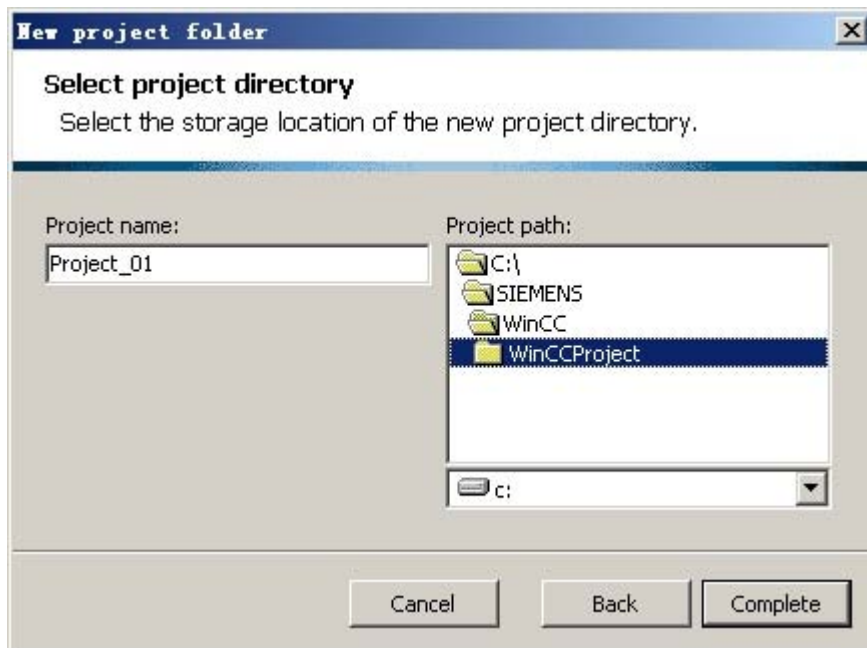 New project folder
Select project directory
Select the storage location of the new project directory.
Project name:
Project_01
Project path:
C:\
SIEMENS
WinCC
WinCCProject
c:
Cancel
Back
Complete